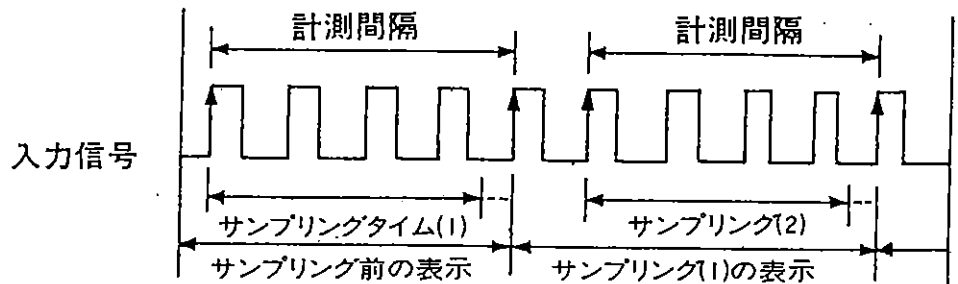 計測間隔 計測間隔
入力信号
サンプリングタイム(1) サンプリング(2)
サンプリング前の表示 サンプリング(1)の表示